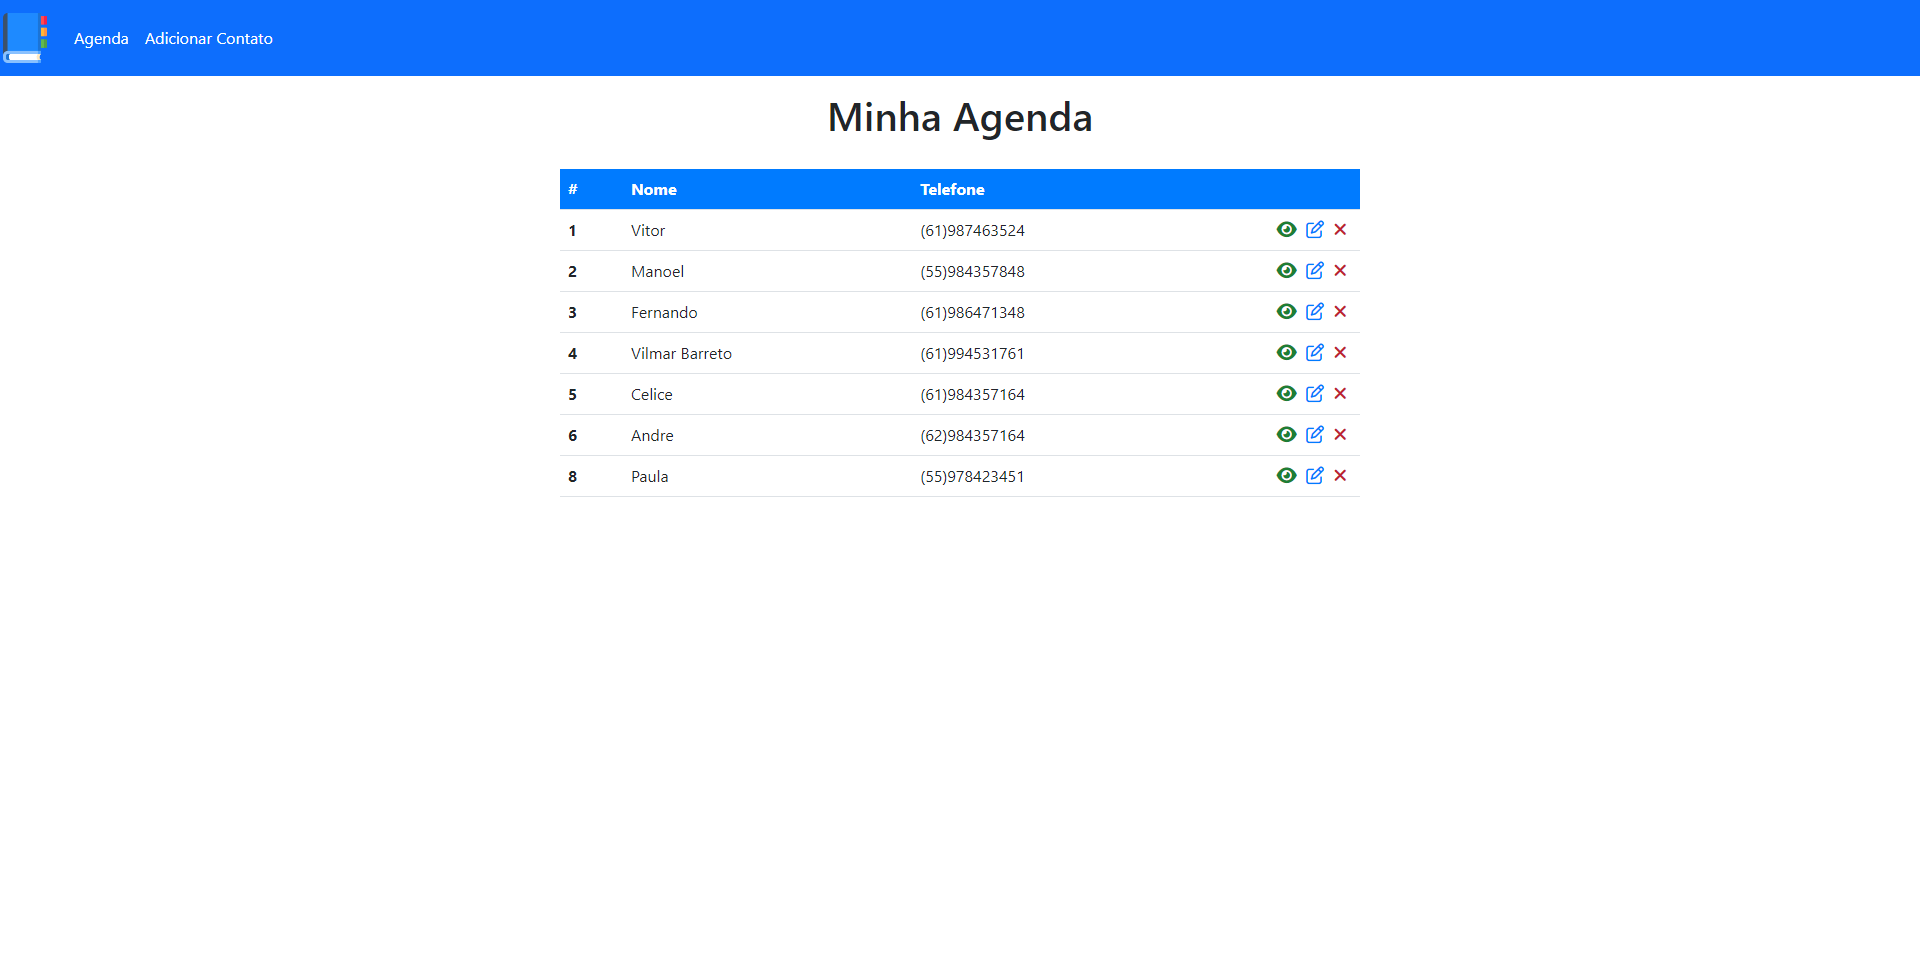 Agenda Adicionar Contato
Minha Agenda
# Nome Telefone
1 Vitor (61)987463524
2 Manoel (55)984357848
3 Fernando (61)986471348
4 Vilmar Barreto (61)994531761
5 Celice (61)984357164
6 Andre (62)984357164
8 Paula (55)978423451